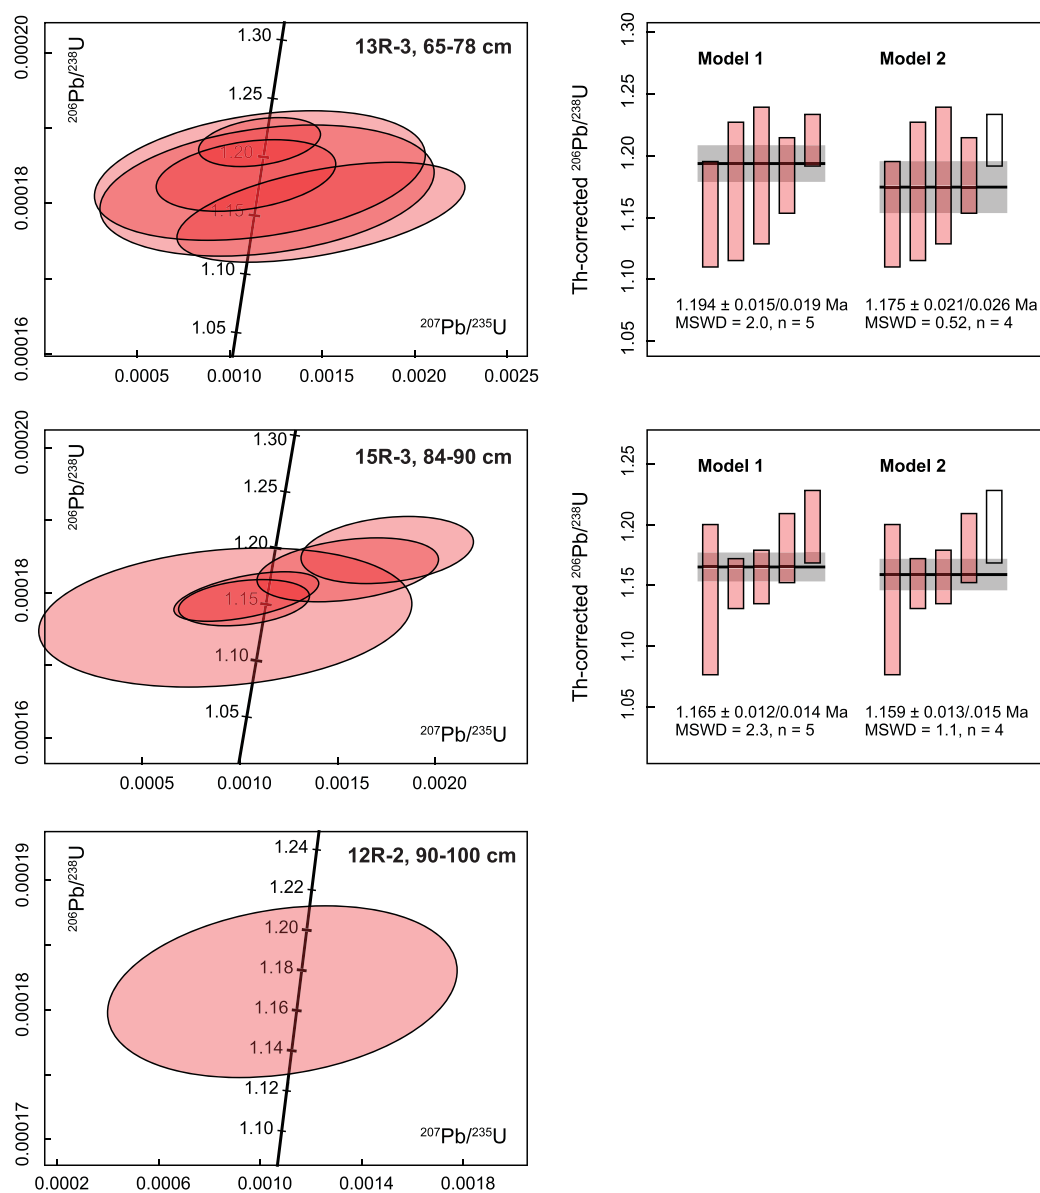 13R-3, 65-78 cm
206Pb/238U
0.00020
0.00018
0.00016
1.30
1.25
1.20
1.15
1.10
1.05
207Pb/235U
0.0005
0.0010
0.0015
0.0020
0.0025
Th-corrected 206Pb/238U
1.30
1.25
1.20
1.15
1.10
1.05
Model 1
Model 2
1.194 ± 0.015/0.019 Ma
MSWD = 2.0, n = 5
1.175 ± 0.021/0.026 Ma
MSWD = 0.52, n = 4
15R-3, 84-90 cm
206Pb/238U
0.00020
0.00018
0.00016
1.30
1.25
1.20
1.15
1.10
1.05
207Pb/235U
0.0005
0.0010
0.0015
0.0020
Th-corrected 206Pb/238U
1.25
1.20
1.15
1.10
1.05
Model 1
Model 2
1.165 ± 0.012/0.014 Ma
MSWD = 2.3, n = 5
1.159 ± 0.013/.015 Ma
MSWD = 1.1, n = 4
12R-2, 90-100 cm
206Pb/238U
0.00019
0.00018
0.00017
1.24
1.22
1.20
1.18
1.16
1.14
1.12
1.10
207Pb/235U
0.0002
0.0006
0.0010
0.0014
0.0018